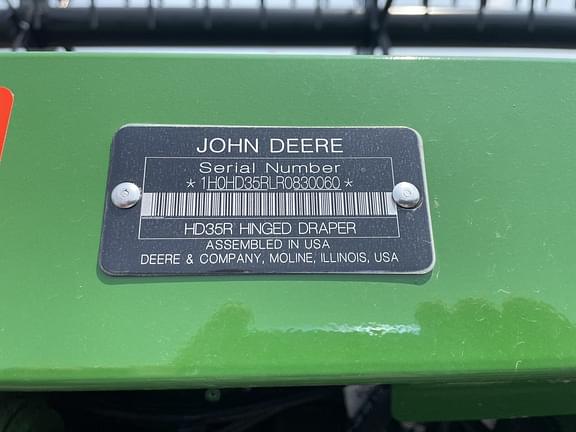 JOHN DEERE
Serial Number
* 1H0HD35RLR0830060 *
HD35R HINGED DRAPER
ASSEMBLED IN USA
DEERE & COMPANY, MOLINE, ILLINOIS, USA